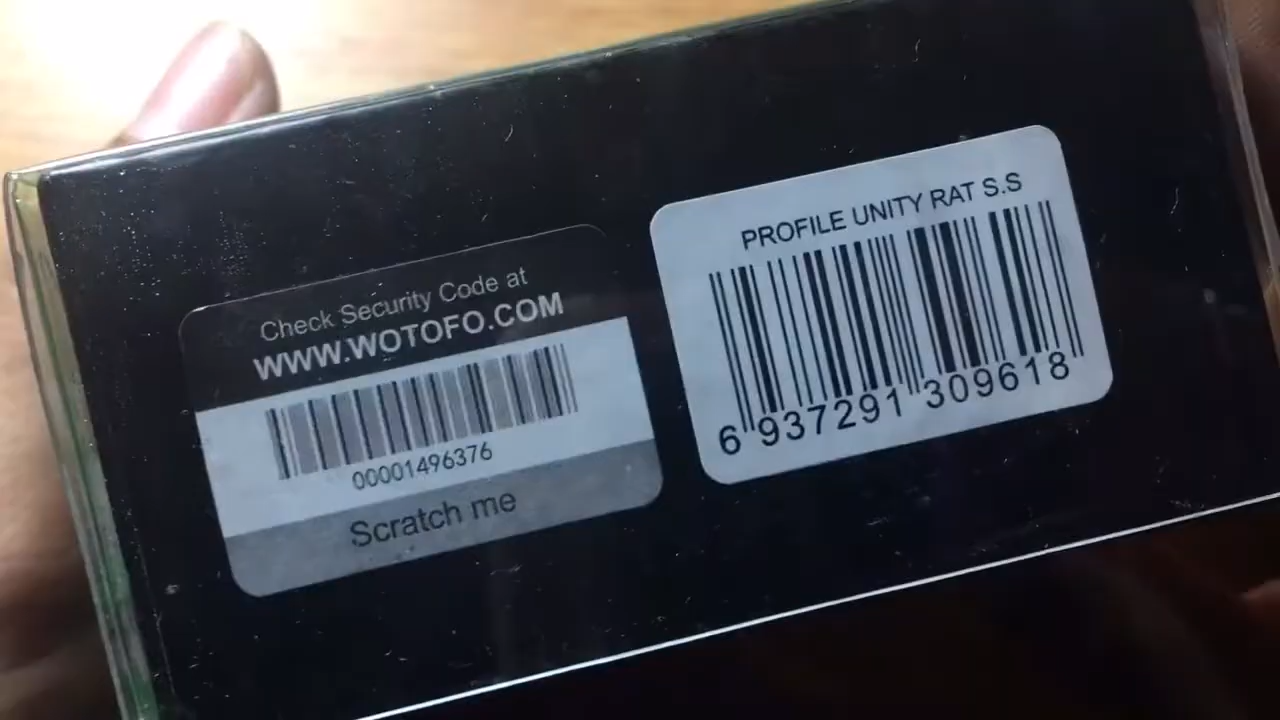 Check Security Code at
WWW.WOTOFO.COM
00001496376
Scratch me
PROFILE UNITY RAT S.S
6 937291 309618